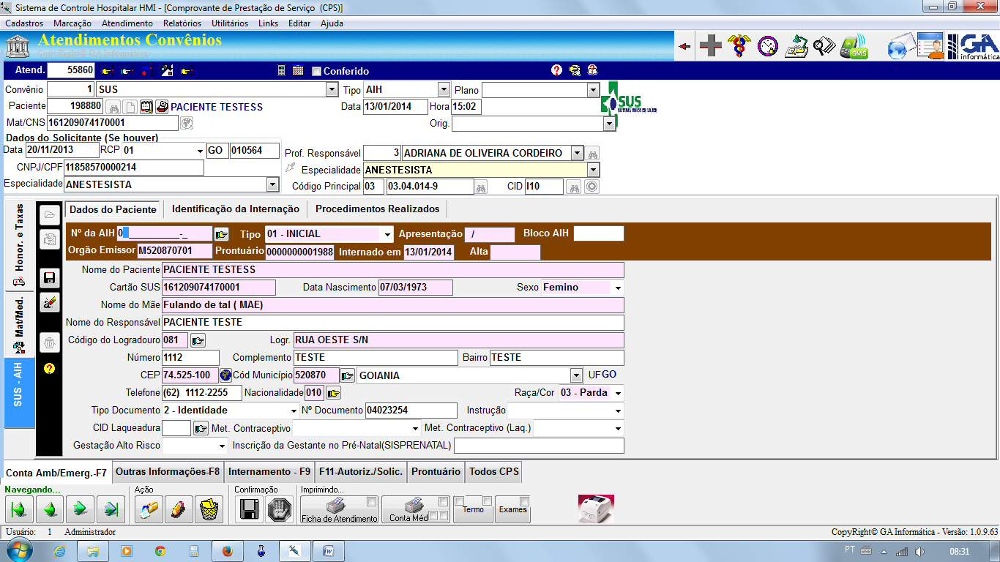 Sistema de Controle Hospitalar HMI - [Comprovante de Prestação de Serviço (CPS)]
Cadastros Marcação Atendimento Relatórios Utilitários Links Editar Ajuda
Atendimentos Convênios
CopyRight© GA Informática
SMS
GA informática
Atend. 55860 Conferido
Convênio 1 SUS Tipo AIH Plano
SUS
Paciente 198880 PACIENTE TESTESS Data 13/01/2014 Hora 15:02
Mat/CNS 161209074170001 Orig.
Dados do Solicitante (Se houver)
Data 20/11/2013 RCP 01 GO 010564 Prof. Responsável 3 ADRIANA DE OLIVEIRA CORDEIRO
CNPJ/CPF 11858570000214 Especialidade ANESTESISTA
Especialidade ANESTESISTA Código Principal 03 03.04.014-9 CID I10
Honor. e Taxas
Mat/Med.
SUS - AIH
Dados do Paciente Identificação da Internação Procedimentos Realizados
Nº da AIH 0_ __________-_ Tipo 01 - INICIAL Apresentação / Bloco AIH
Orgão Emissor M520870701 Prontuário 0000000001988 Internado em 13/01/2014 Alta
Nome do Paciente PACIENTE TESTESS
Cartão SUS 161209074170001 Data Nascimento 07/03/1973 Sexo Femino
Nome do Mãe Fulando de tal ( MAE)
Nome do Responsável PACIENTE TESTE
Código do Logradouro 081 Logr. RUA OESTE S/N
Número 1112 Complemento TESTE Bairro TESTE
CEP 74.525-100 Cód Município 520870 GOIANIA UF GO
Telefone (62) 1112-2255 Nacionalidade 010 Raça/Cor 03 - Parda
Tipo Documento 2 - Identidade Nº Documento 04023254 Instrução
CID Laqueadura Met. Contraceptivo Met. Contraceptivo (Laq.)
Gestação Alto Risco Inscrição da Gestante no Pré-Natal(SISPRENATAL)
Conta Amb/Emerg.-F7 Outras Informações-F8 Internamento - F9 F11-Autoriz./Solic. Prontuário Todos CPS
Navegando... Ação Confirmação Imprimindo...
Ficha de Atendimento Conta Méd Termo Exames
Usuário: 1 Administrador CopyRight© GA Informática - Versão: 1.0.9.63
PT 08:31